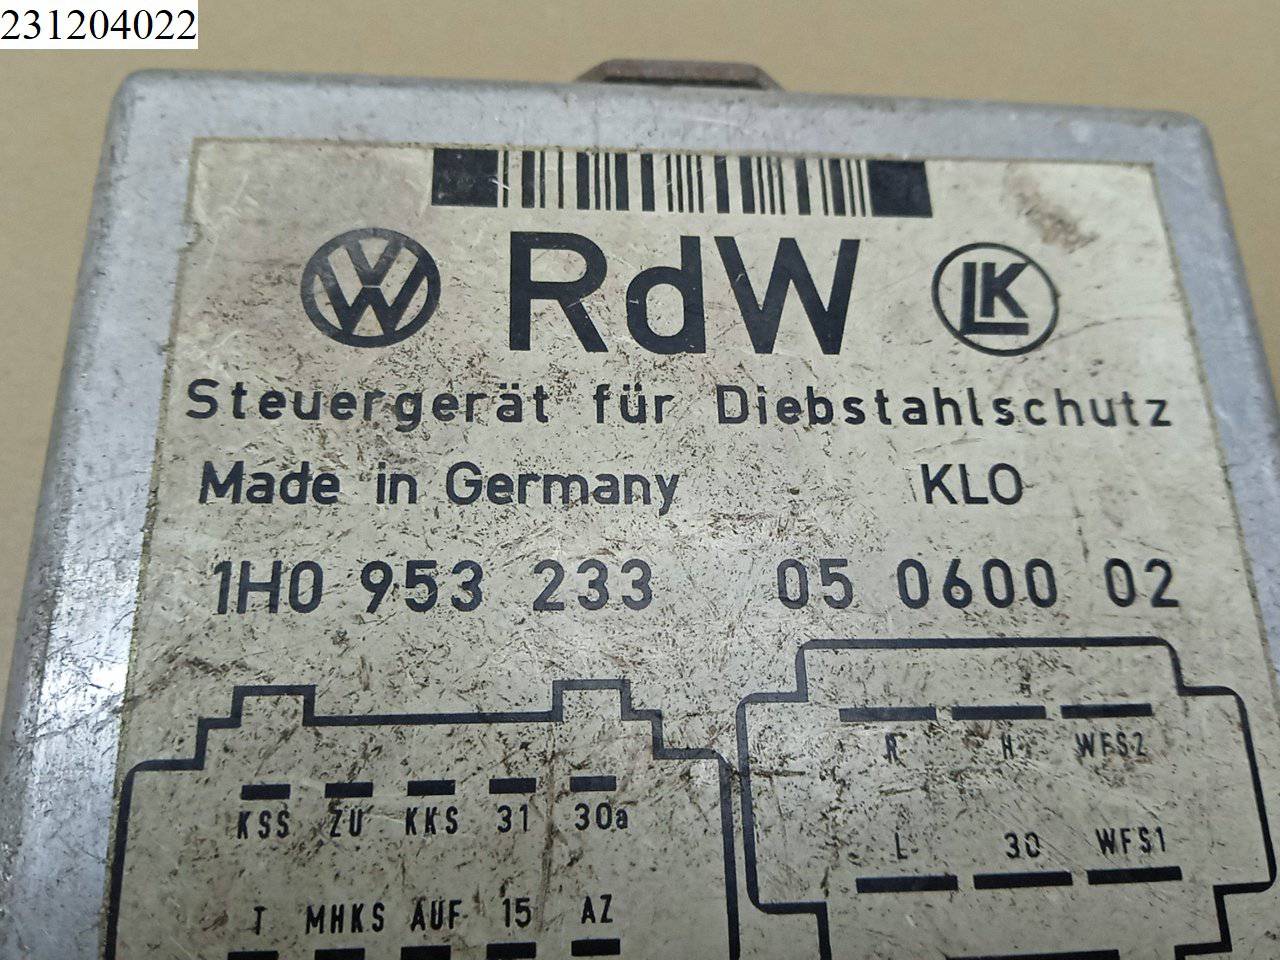 231204022
RdW
LK
Steuergerät für Diebstahlschutz
Made in Germany KLO
1H0 953 233 05 0600 02
R H WFS2
KSS ZU KKS 31 30a
L 30 WFS1
T MHKS AUF 15 AZ